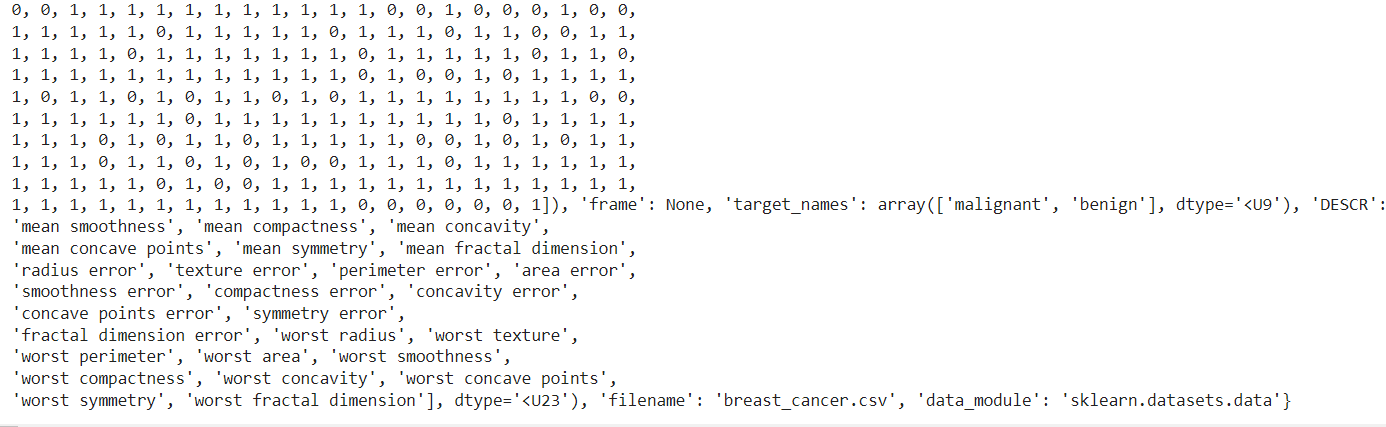 0, 0, 1, 1, 1, 1, 1, 1, 1, 1, 1, 1, 1, 0, 0, 1, 0, 0, 0, 1, 0, 0,
1, 1, 1, 1, 1, 0, 1, 1, 1, 1, 1, 0, 1, 1, 1, 0, 1, 1, 0, 0, 1, 1,
1, 1, 1, 1, 0, 1, 1, 1, 1, 1, 1, 1, 0, 1, 1, 1, 1, 1, 0, 1, 1, 0,
1, 1, 1, 1, 1, 1, 1, 1, 1, 1, 1, 1, 0, 1, 0, 0, 1, 0, 1, 1, 1, 1,
1, 0, 1, 1, 0, 1, 0, 1, 1, 0, 1, 0, 1, 1, 1, 1, 1, 1, 1, 1, 0, 0,
1, 1, 1, 1, 1, 1, 0, 1, 1, 1, 1, 1, 1, 1, 1, 1, 1, 0, 1, 1, 1, 1,
1, 1, 1, 0, 1, 0, 1, 1, 0, 1, 1, 1, 1, 1, 0, 0, 1, 0, 1, 0, 1, 1,
1, 1, 1, 0, 1, 1, 0, 1, 0, 1, 0, 0, 1, 1, 1, 0, 1, 1, 1, 1, 1, 1,
1, 1, 1, 1, 1, 0, 1, 0, 0, 1, 1, 1, 1, 1, 1, 1, 1, 1, 1, 1, 1, 1,
1, 1, 1, 1, 1, 1, 1, 1, 1, 1, 1, 1, 0, 0, 0, 0, 0, 0, 1]), 'frame': None, 'target_names': array(['malignant', 'benign'], dtype='<U9'), 'DESCR':
'mean smoothness', 'mean compactness', 'mean concavity',
'mean concave points', 'mean symmetry', 'mean fractal dimension',
'radius error', 'texture error', 'perimeter error', 'area error',
'smoothness error', 'compactness error', 'concavity error',
'concave points error', 'symmetry error',
'fractal dimension error', 'worst radius', 'worst texture',
'worst perimeter', 'worst area', 'worst smoothness',
'worst compactness', 'worst concavity', 'worst concave points',
'worst symmetry', 'worst fractal dimension'], dtype='<U23'), 'filename': 'breast_cancer.csv', 'data_module': 'sklearn.datasets.data'}